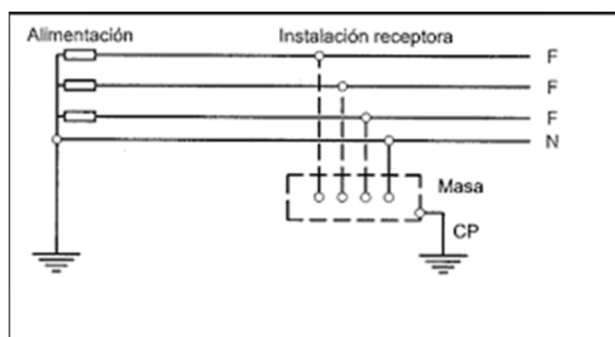 Alimentación
Instalación receptora
F
F
F
N
Masa
CP